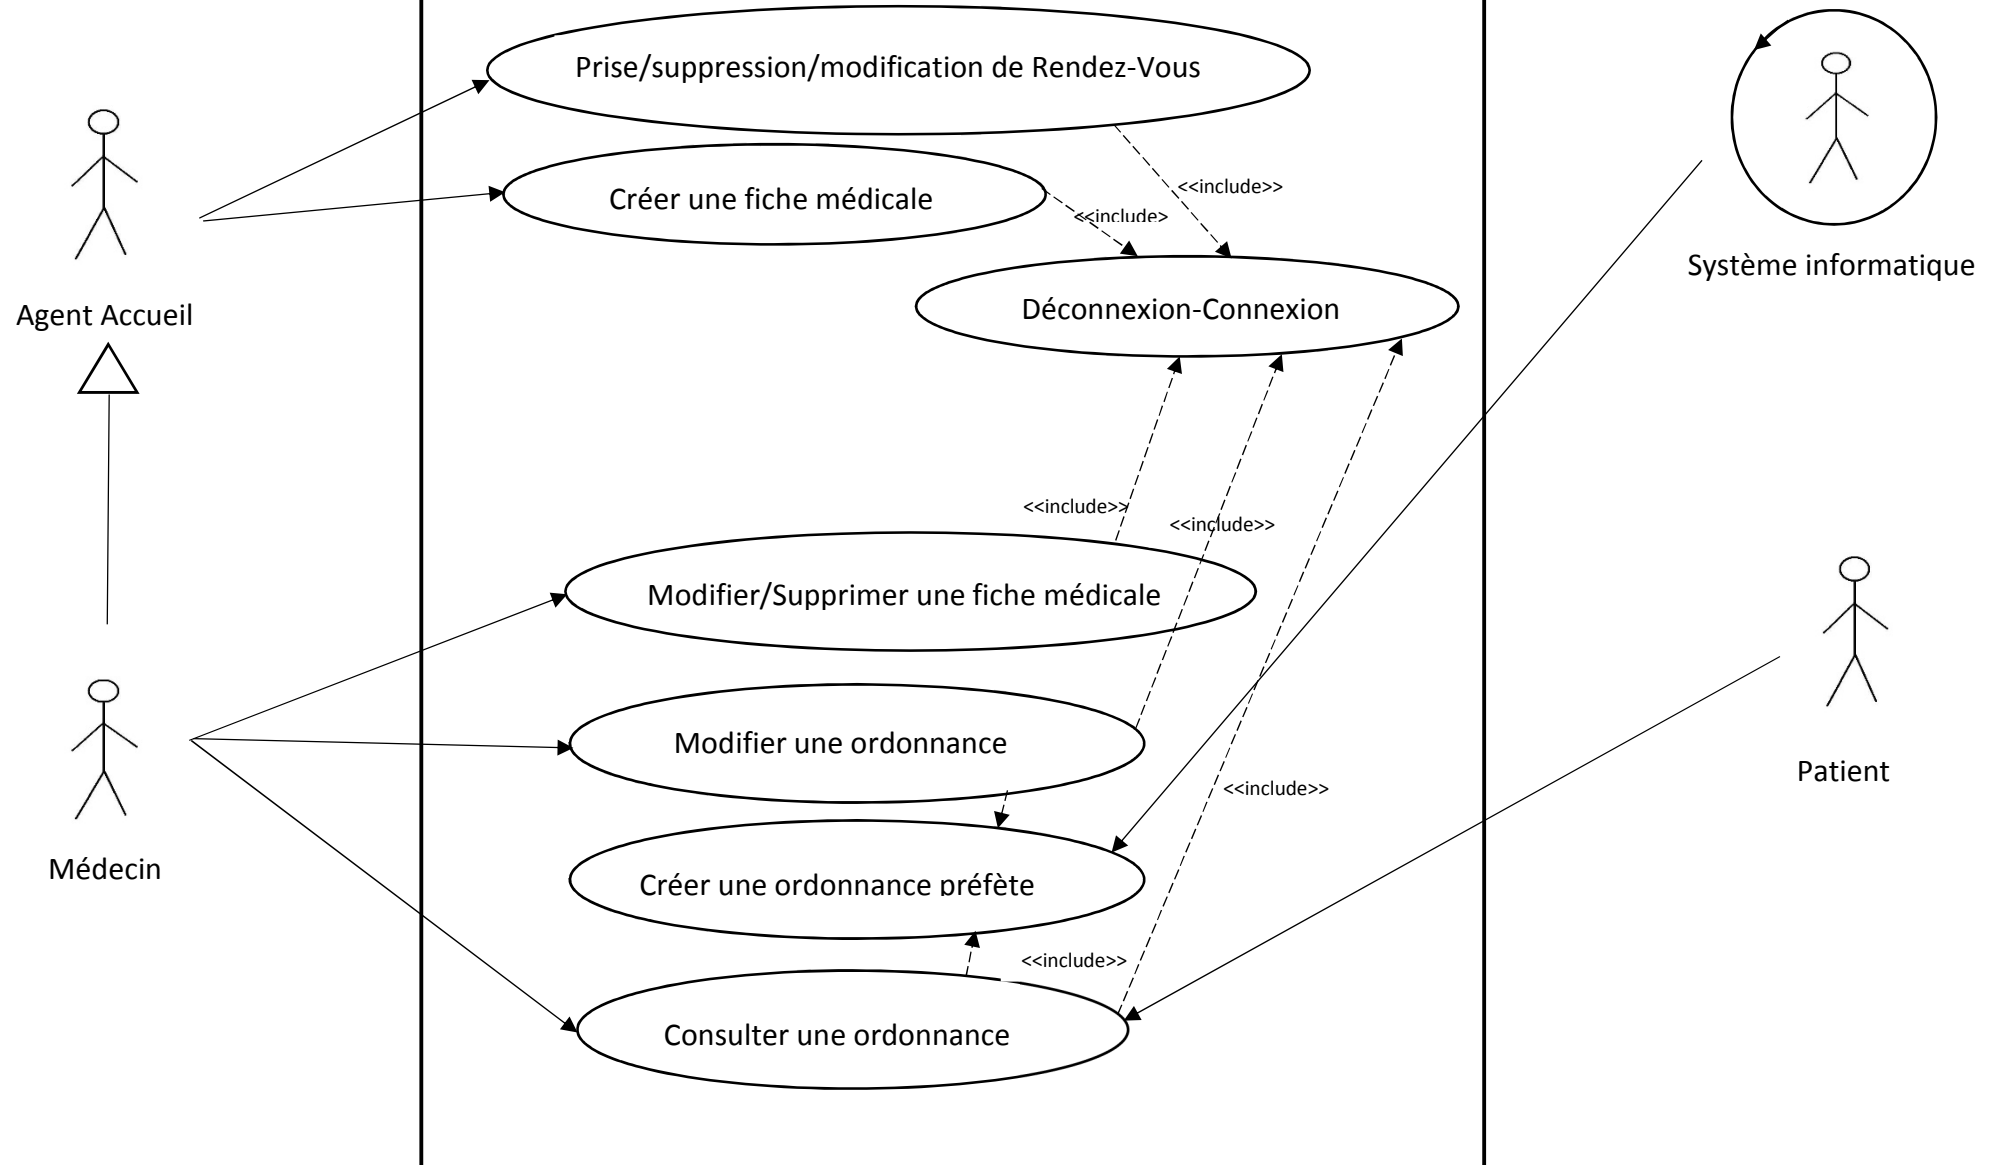 Prise/suppression/modification de Rendez-Vous
Créer une fiche médicale
<<include>>
<<include>
Agent Accueil
Déconnexion-Connexion
Système informatique
<<include>>
<<include>>
Modifier/Supprimer une fiche médicale
Modifier une ordonnance
Patient
<<include>>
Médecin
Créer une ordonnance préfète
<<include>>
Consulter une ordonnance